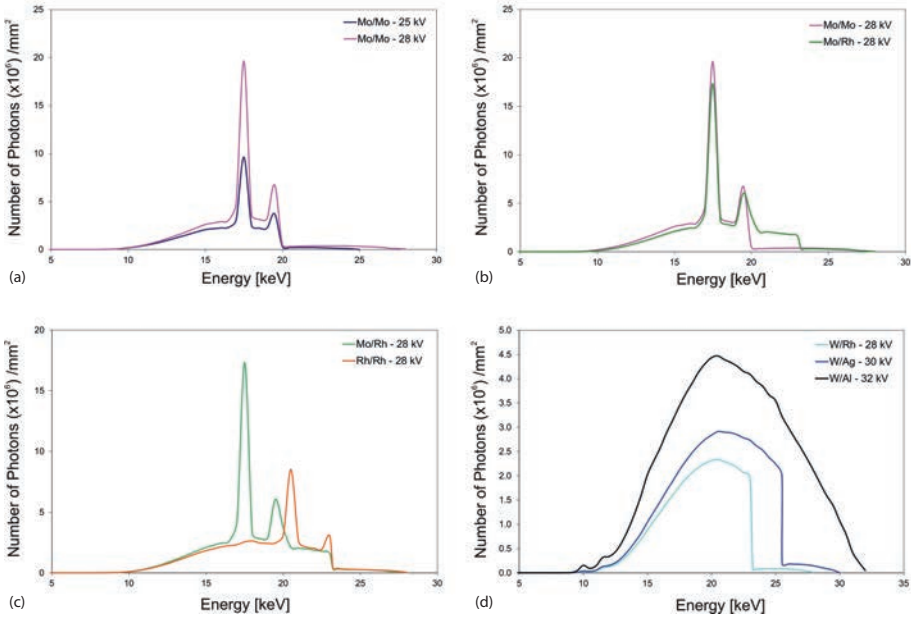 Mo/Mo - 25 kV
Mo/Mo - 28 kV
Number of Photons (x10⁶) /mm²
25
20
15
10
5
0
5 10 15 20 25 30
Energy [keV]
(a)
Mo/Mo - 28 kV
Mo/Rh - 28 kV
Number of Photons (x10⁶) /mm²
25
20
15
10
5
0
5 10 15 20 25 30
Energy [keV]
(b)
Mo/Rh - 28 kV
Rh/Rh - 28 kV
Number of Photons (x10⁶) /mm²
20
15
10
5
0
5 10 15 20 25 30
Energy [keV]
(c)
W/Rh - 28 kV
W/Ag - 30 kV
W/Al - 32 kV
Number of Photons (x10⁶) /mm²
5.0
4.5
4.0
3.5
3.0
2.5
2.0
1.5
1.0
0.5
0.0
5 10 15 20 25 30 35
Energy [keV]
(d)